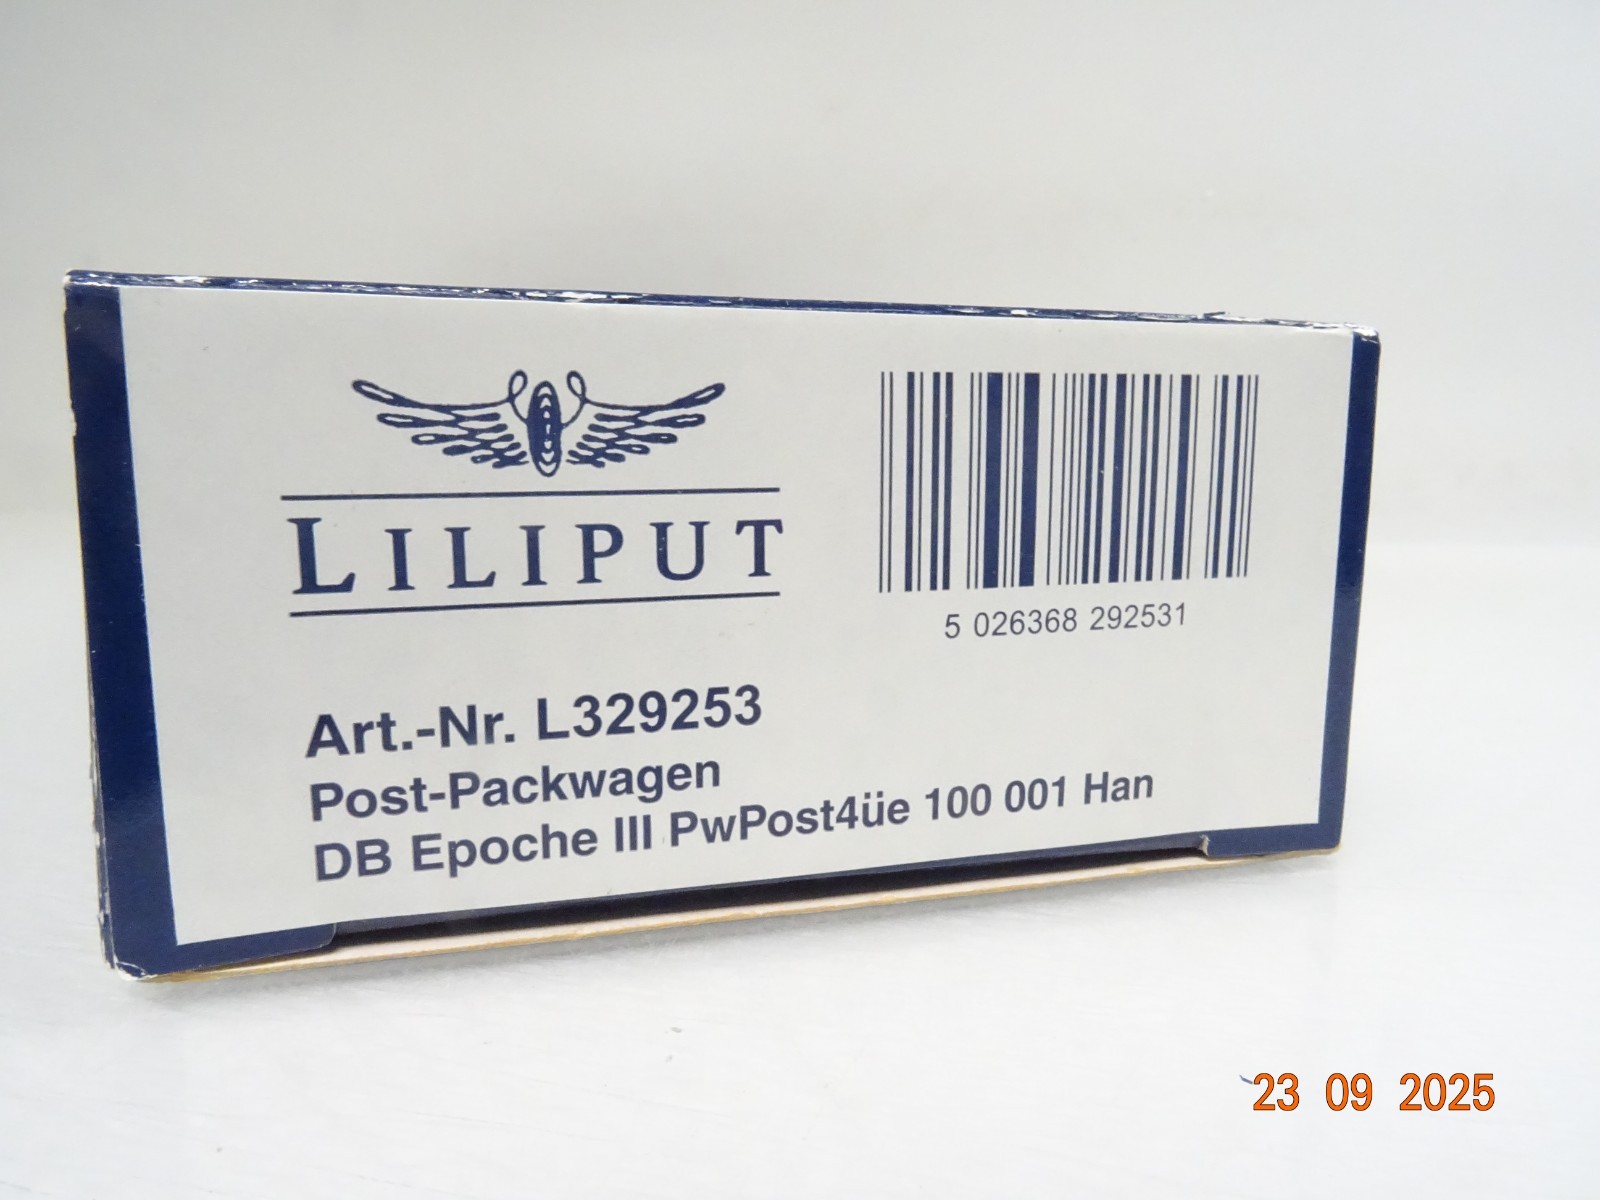 LILIPUT
5 026368 292531
Art.-Nr. L329253
Post-Packwagen
DB Epoche III PwPost4üe 100 001 Han
23 09 2025